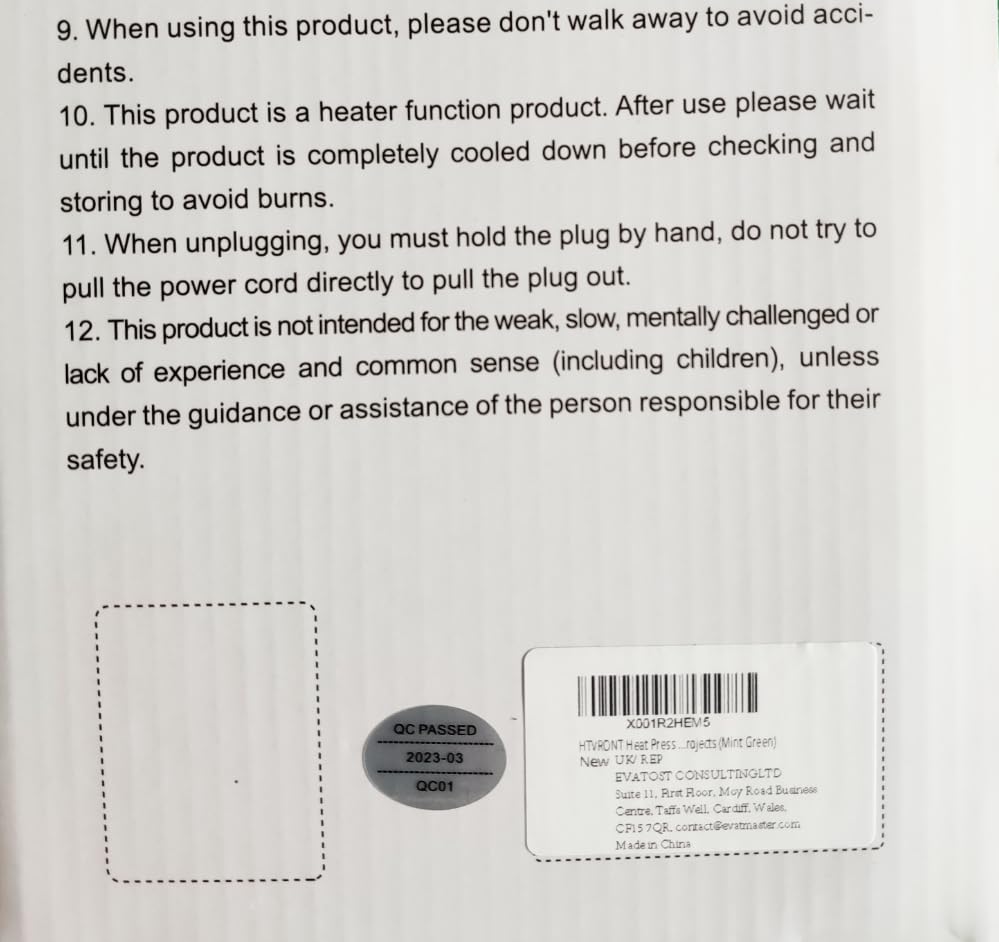 9. When using this product, please don't walk away to avoid acci-
dents.
10. This product is a heater function product. After use please wait
until the product is completely cooled down before checking and
storing to avoid burns.
11. When unplugging, you must hold the plug by hand, do not try to
pull the power cord directly to pull the plug out.
12. This product is not intended for the weak, slow, mentally challenged or
lack of experience and common sense (including children), unless
under the guidance or assistance of the person responsible for their
safety.
QC PASSED
2023-03
QC01
X001R2HEM5
HTVRONT Heat Press ...rojects (Mint Green)
New UK/ REP
EVATOST CONSULTINGLTD
Suite 11, First Floor, Moy Road Business
Centre, Taffs Well, Cardiff, Wales,
CF15 7QR, contact@evatmaster.com
Made in China